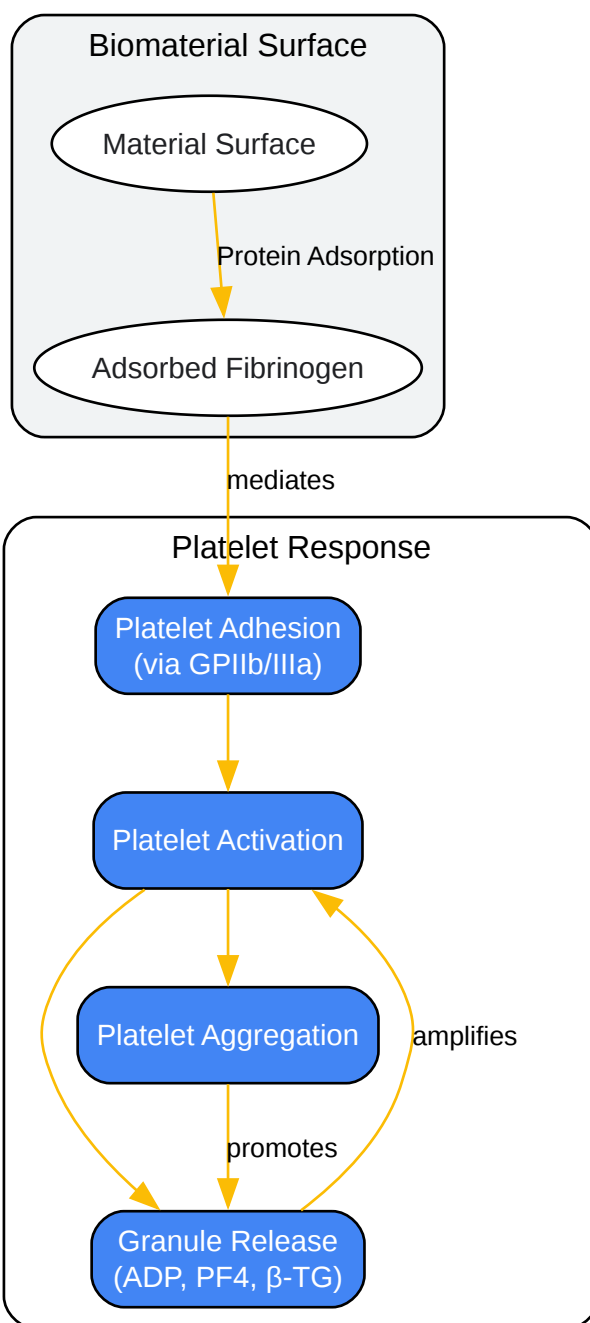 Biomaterial Surface
Material Surface
Protein Adsorption
Adsorbed Fibrinogen
mediates
Platelet Response
Platelet Adhesion
(via GPIIb/IIIa)
Platelet Activation
Platelet Aggregation
amplifies
promotes
Granule Release
(ADP, PF4, β-TG)